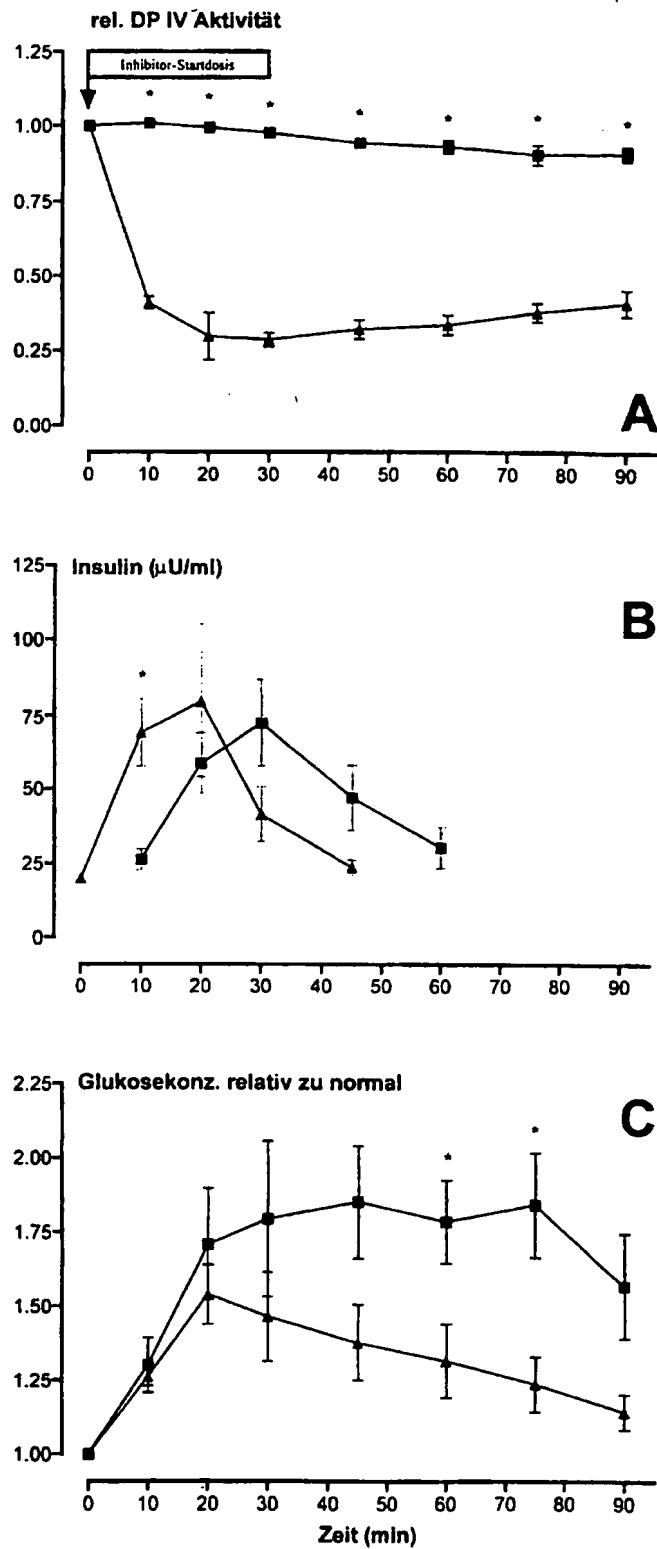 rel. DP IV Aktivität
1.25
Inhibitor-Startdosis
* * * * * * *
1.00
0.75
0.50
0.25
0.00
A
0 10 20 30 40 50 60 70 80 90
125
Insulin (µU/ml)
B
100
*
75
50
25
0
0 10 20 30 40 50 60 70 80 90
2.25
Glukosekonz. relativ zu normal
C
* *
2.00
1.75
1.50
1.25
1.00
0 10 20 30 40 50 60 70 80 90
Zeit (min)